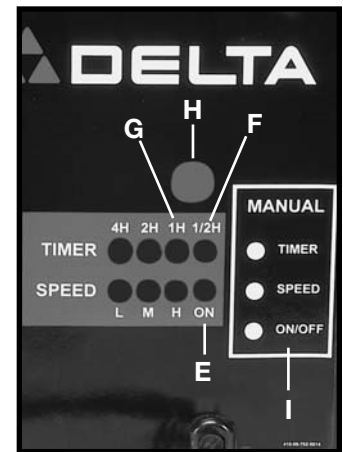 DELTA
H
G
F
4H 2H 1H 1/2H
TIMER
SPEED
L M H ON
E
MANUAL
TIMER
SPEED
ON/OFF
I